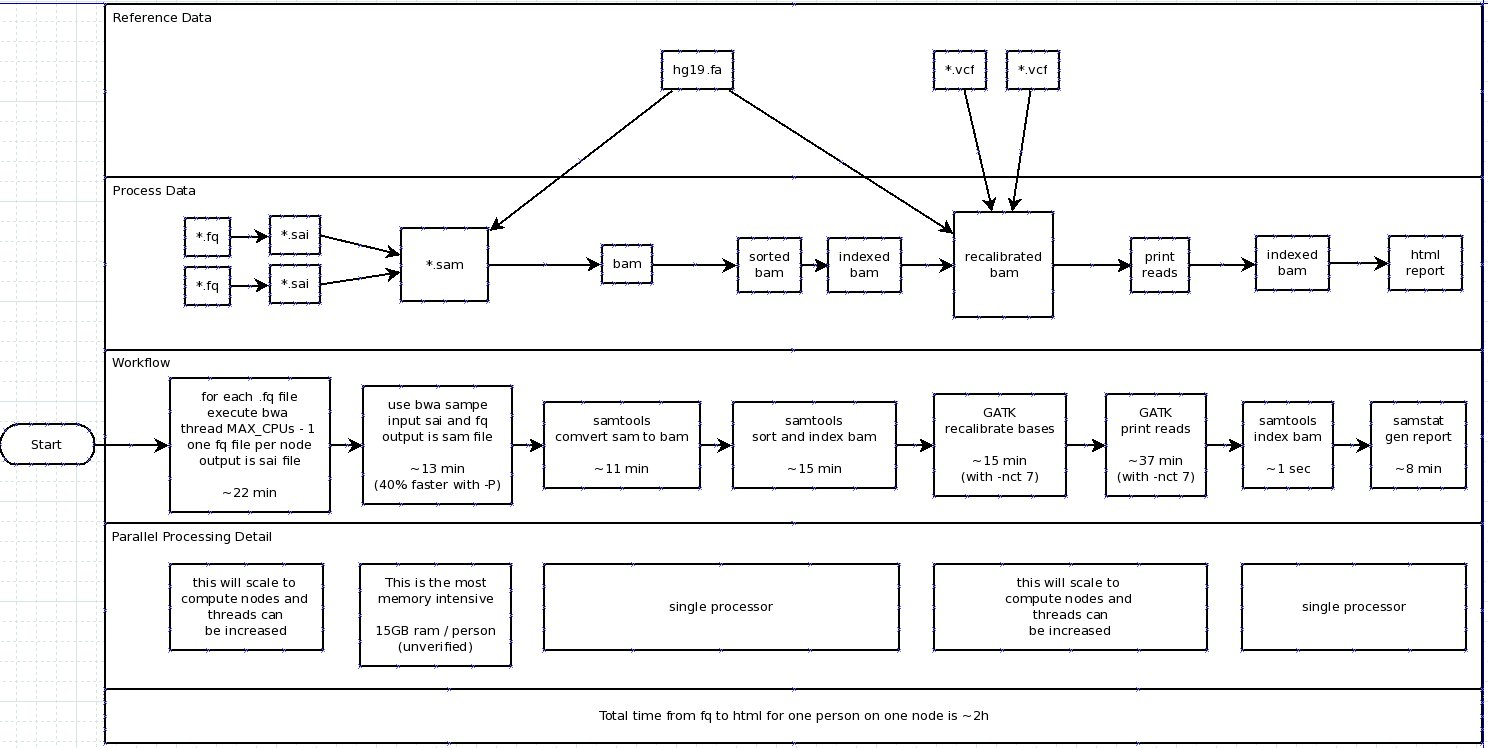 Reference Data
hg19.fa
*.vcf
*.vcf
Process Data
*.fq
*.sai
*.fq
*.sai
*.sam
bam
sorted
bam
indexed
bam
recalibrated
bam
print
reads
indexed
bam
html
report
Workflow
Start
for each .fq file
execute bwa
thread MAX_CPUs - 1
one fq file per node
output is sai file
~22 min
use bwa sampe
input sai and fq
output is sam file
~13 min
(40% faster with -P)
samtools
comvert sam to bam
~11 min
samtools
sort and index bam
~15 min
GATK
recalibrate bases
~15 min
(with -nct 7)
GATK
print reads
~37 min
(with -nct 7)
samtools
index bam
~1 sec
samstat
gen report
~8 min
Parallel Processing Detail
this will scale to
compute nodes and
threads can
be increased
This is the most
memory intensive
15GB ram / person
(unverified)
single processor
this will scale to
compute nodes and
threads can
be increased
single processor
Total time from fq to html for one person on one node is ~2h